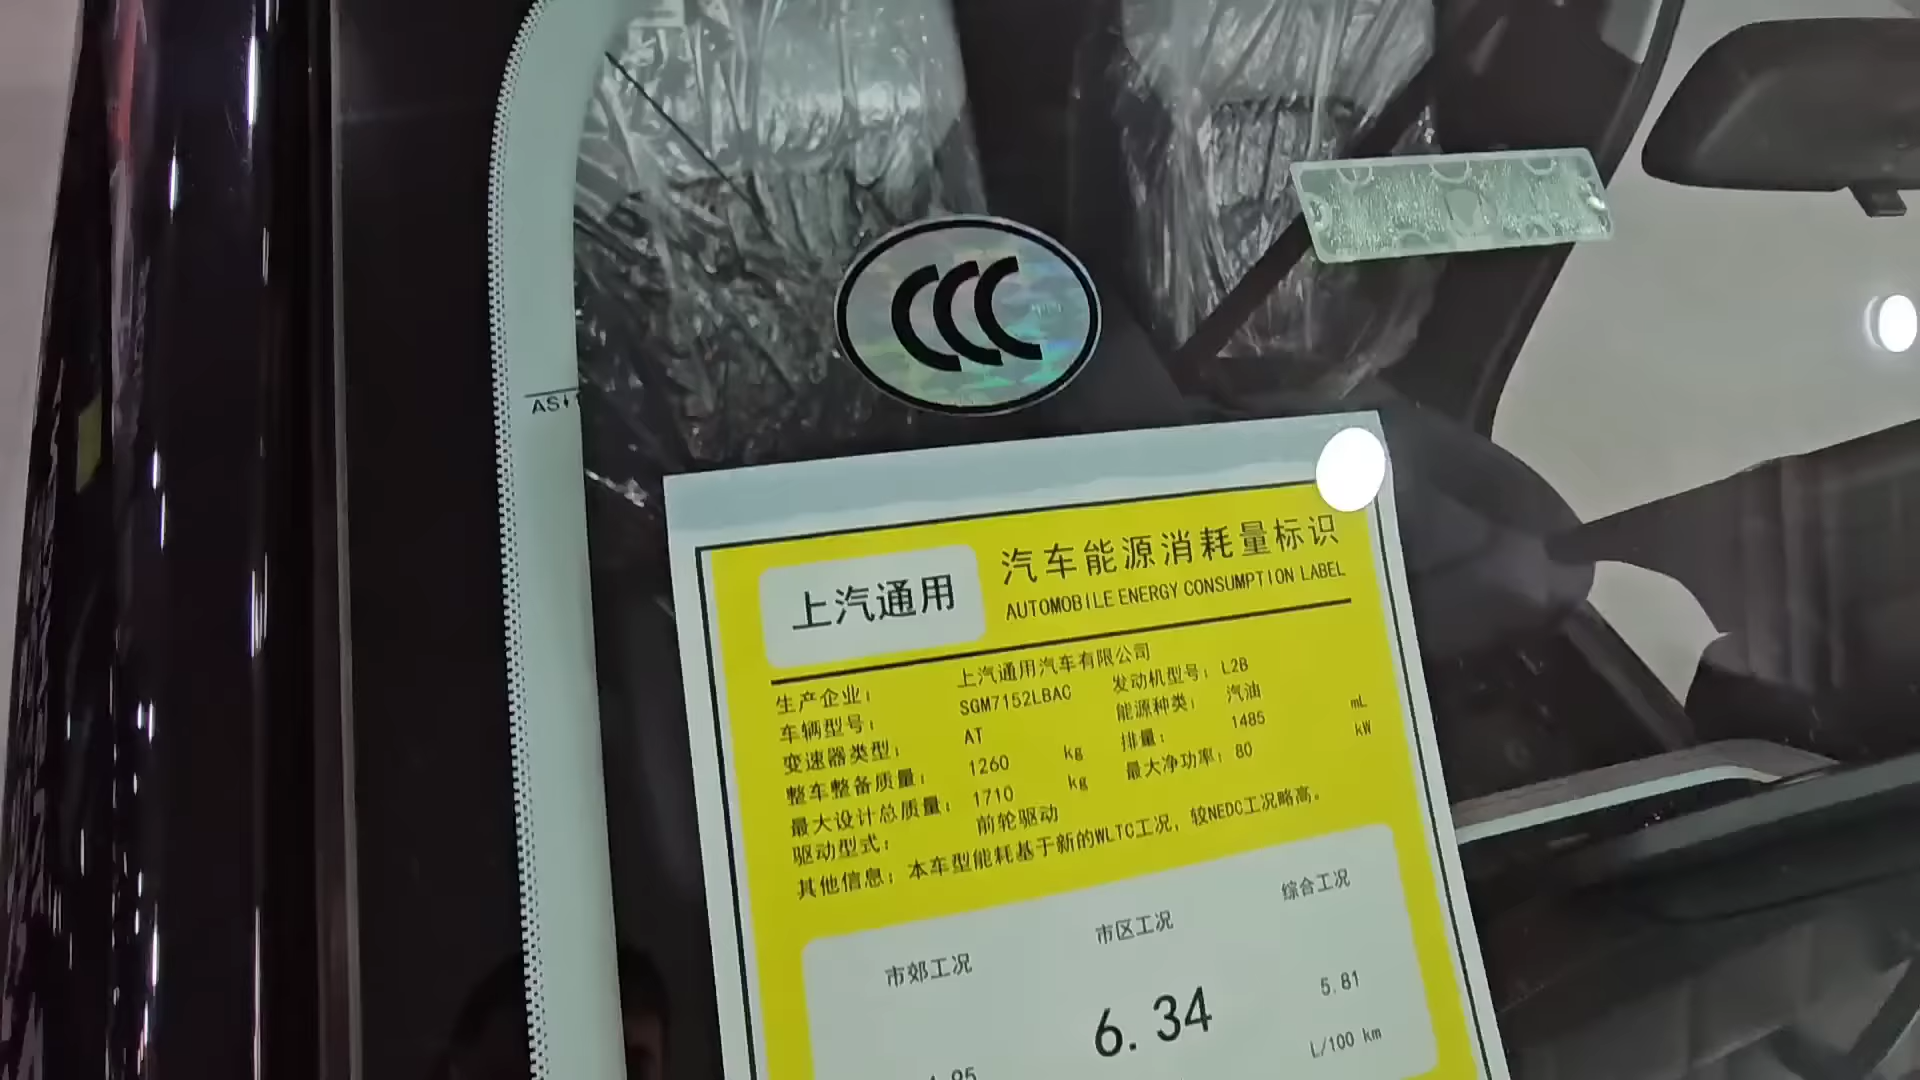 CCC
AS
上汽通用
汽车能源消耗量标识
AUTOMOBILE ENERGY CONSUMPTION LABEL
生产企业： 上汽通用汽车有限公司
车辆型号： SGM7152LBAC 发动机型号： L2B
变速器类型： AT 能源种类： 汽油
整车整备质量： 1260 kg 排量： 1485 mL
最大设计总质量： 1710 kg 最大净功率： 80 kW
驱动型式： 前轮驱动
其他信息： 本车型能耗基于新的WLTC工况，较NEDC工况略高。
市郊工况 市区工况 综合工况
6.34 5.81
L/100 km